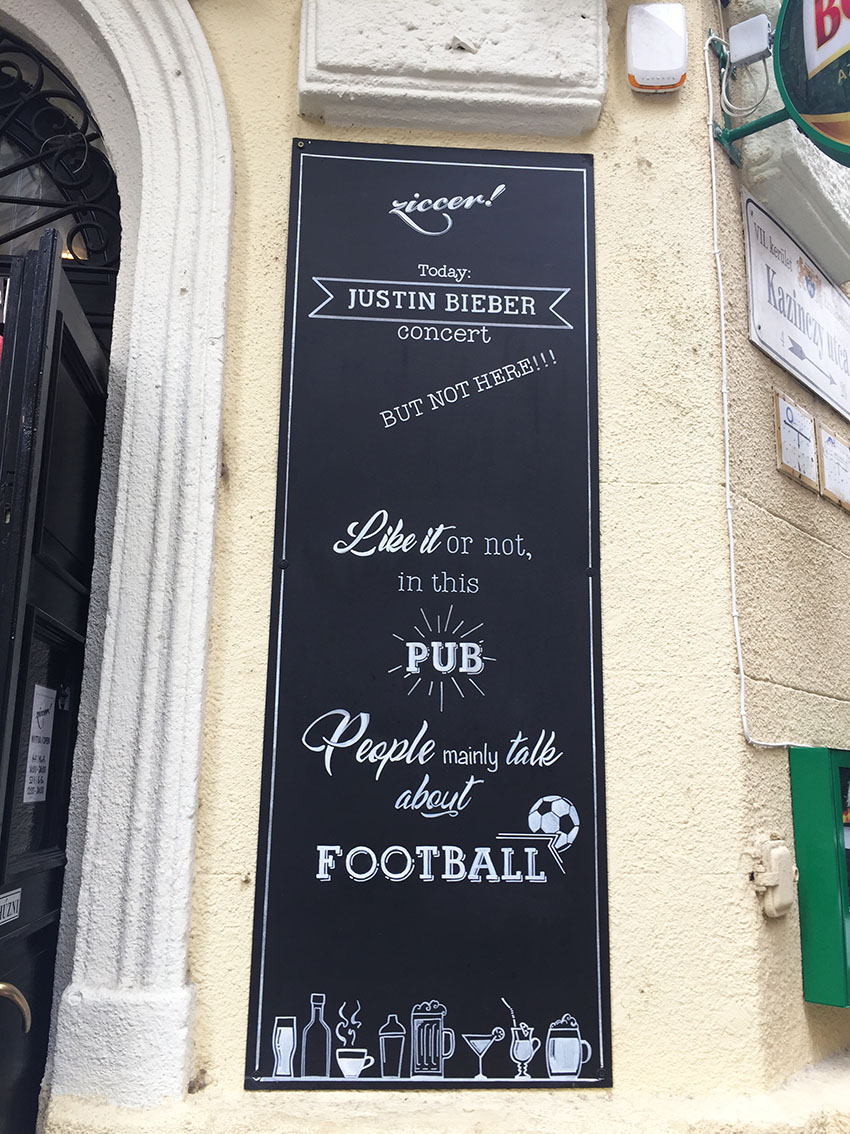 ziccer!
Today:
JUSTIN BIEBER
concert
BUT NOT HERE!!!
Like it or not,
in this
PUB
People mainly talk
about
FOOTBALL
VII. kerület
Kazinczy utca
ziccer!